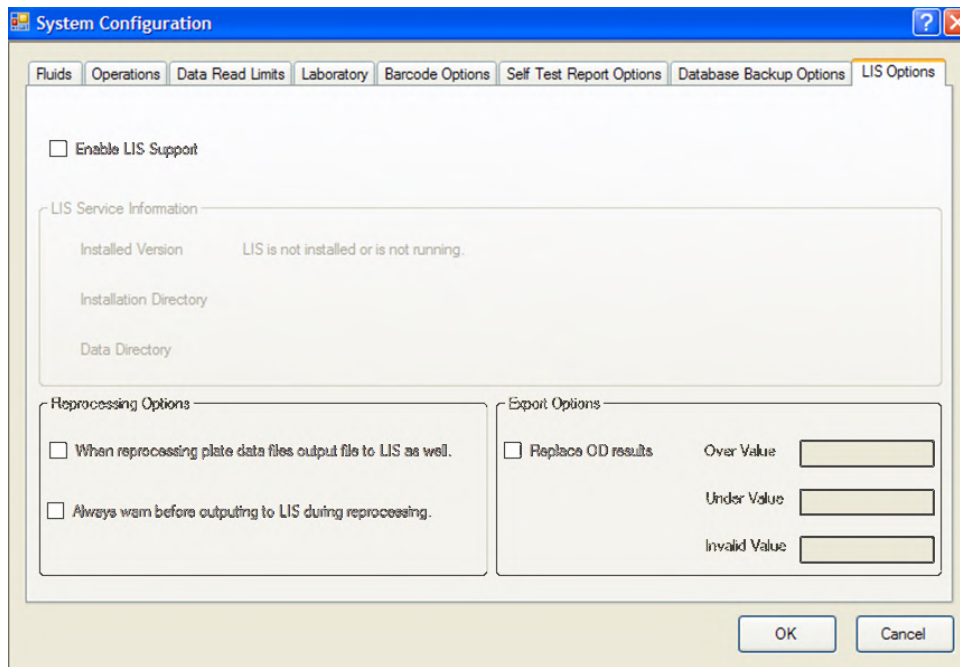 System Configuration
Fluids Operations Data Read Limits Laboratory Barcode Options Self Test Report Options Database Backup Options LIS Options
Enable LIS Support
LIS Service Information
Installed Version LIS is not installed or is not running.
Installation Directory
Data Directory
Reprocessing Options
When reprocessing plate data files output file to LIS as well.
Always warn before outputing to LIS during reprocessing.
Export Options
Replace OD results Over Value
Under Value
Invalid Value
OK Cancel